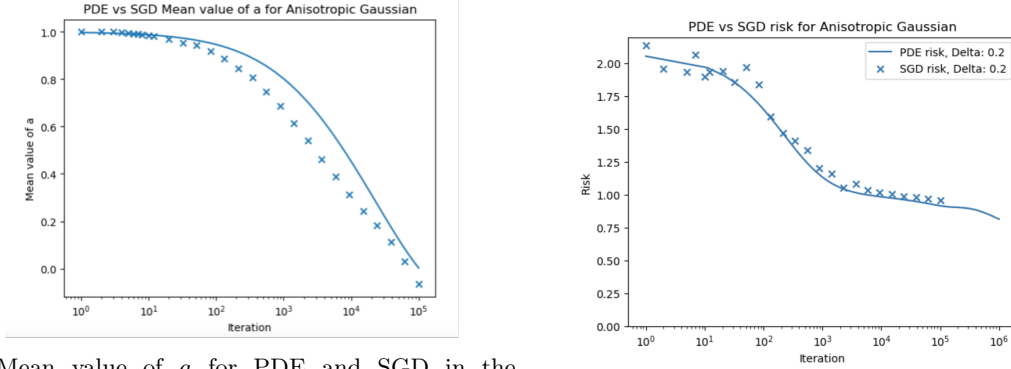 PDE vs SGD Mean value of a for Anisotropic Gaussian
1.0
0.8
0.6
0.4
0.2
0.0
Mean value of a
10⁰ 10¹ 10² 10³ 10⁴ 10⁵
Iteration
Mean value of a for PDE and SGD in the
PDE vs SGD risk for Anisotropic Gaussian
PDE risk, Delta: 0.2
SGD risk, Delta: 0.2
2.00
1.75
1.50
1.25
1.00
0.75
0.50
0.25
0.00
Risk
10⁰ 10¹ 10² 10³ 10⁴ 10⁵ 10⁶
Iteration